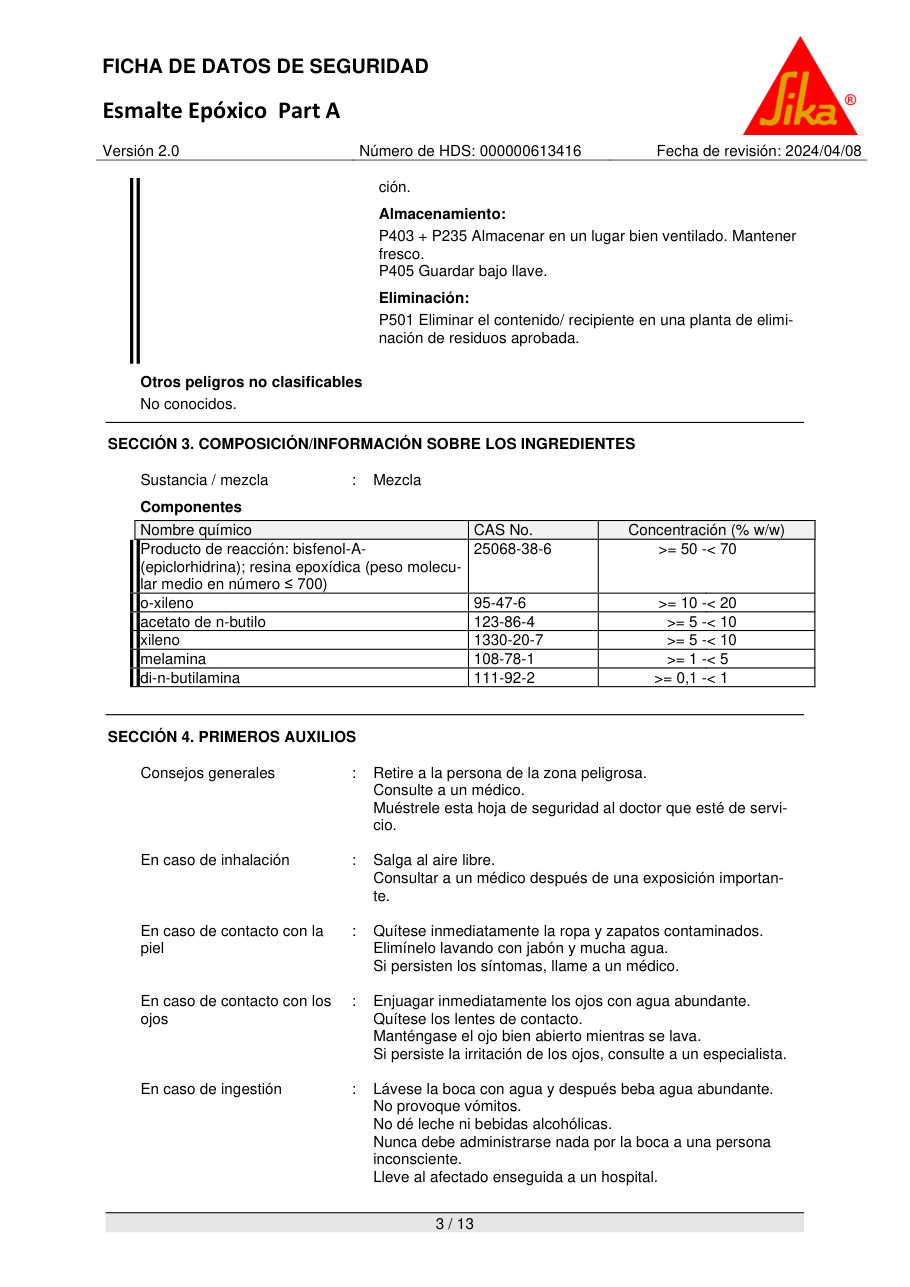 FICHA DE DATOS DE SEGURIDAD
Esmalte Epóxico Part A
Sika®
Versión 2.0 Número de HDS: 000000613416 Fecha de revisión: 2024/04/08
ción.
Almacenamiento:
P403 + P235 Almacenar en un lugar bien ventilado. Mantener
fresco.
P405 Guardar bajo llave.
Eliminación:
P501 Eliminar el contenido/ recipiente en una planta de elimi-
nación de residuos aprobada.
Otros peligros no clasificables
No conocidos.
SECCIÓN 3. COMPOSICIÓN/INFORMACIÓN SOBRE LOS INGREDIENTES
Sustancia / mezcla : Mezcla
Componentes
Nombre químico CAS No. Concentración (% w/w)
Producto de reacción: bisfenol-A- 25068-38-6 >= 50 -< 70
(epiclorhidrina); resina epoxídica (peso molecu-
lar medio en número ≤ 700)
o-xileno 95-47-6 >= 10 -< 20
acetato de n-butilo 123-86-4 >= 5 -< 10
xileno 1330-20-7 >= 5 -< 10
melamina 108-78-1 >= 1 -< 5
di-n-butilamina 111-92-2 >= 0,1 -< 1
SECCIÓN 4. PRIMEROS AUXILIOS
Consejos generales : Retire a la persona de la zona peligrosa.
Consulte a un médico.
Muéstrele esta hoja de seguridad al doctor que esté de servi-
cio.
En caso de inhalación : Salga al aire libre.
Consultar a un médico después de una exposición importan-
te.
En caso de contacto con la : Quítese inmediatamente la ropa y zapatos contaminados.
piel Elimínelo lavando con jabón y mucha agua.
Si persisten los síntomas, llame a un médico.
En caso de contacto con los : Enjuagar inmediatamente los ojos con agua abundante.
ojos Quítese los lentes de contacto.
Manténgase el ojo bien abierto mientras se lava.
Si persiste la irritación de los ojos, consulte a un especialista.
En caso de ingestión : Lávese la boca con agua y después beba agua abundante.
No provoque vómitos.
No dé leche ni bebidas alcohólicas.
Nunca debe administrarse nada por la boca a una persona
inconsciente.
Lleve al afectado enseguida a un hospital.
3 / 13